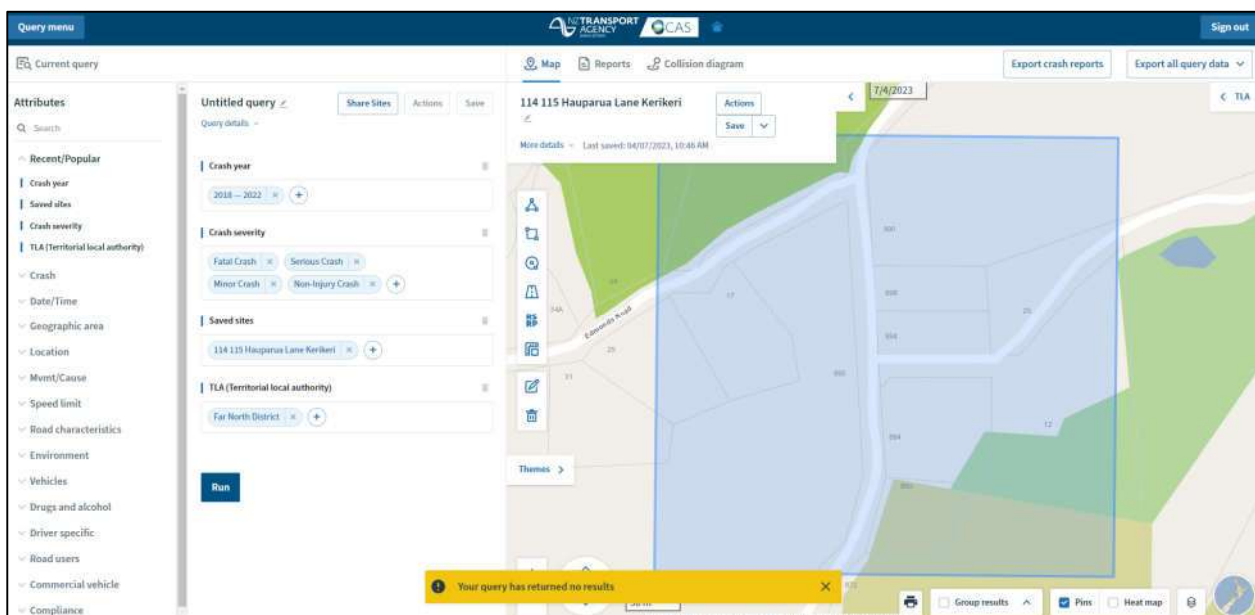 Query menu
NZ TRANSPORT
AGENCY
CAS
Sign out
Current query
Map
Reports
Collision diagram
Export crash reports
Export all query data
Attributes
Search
Recent/Popular
Crash year
Saved sites
Crash severity
TLA (Territorial local authority)
Crash
Date/Time
Geographic area
Location
Mvmt/Cause
Speed limit
Road characteristics
Environment
Vehicles
Drugs and alcohol
Driver specific
Road users
Commercial vehicle
Compliance
Untitled query
Share Sites
Actions
Save
Query details
Crash year
2018 — 2022
Crash severity
Fatal Crash
Serious Crash
Minor Crash
Non-Injury Crash
Saved sites
114 115 Hauparua Lane Kerikeri
TLA (Territorial local authority)
Far North District
Run
114 115 Hauparua Lane Kerikeri
Actions
Save
More details
Last saved: 04/07/2023, 10:46 AM
7/4/2023
TLA
Edmonds Road
17
25
12
31
Themes
Your query has returned no results
Group results
Pins
Heat map